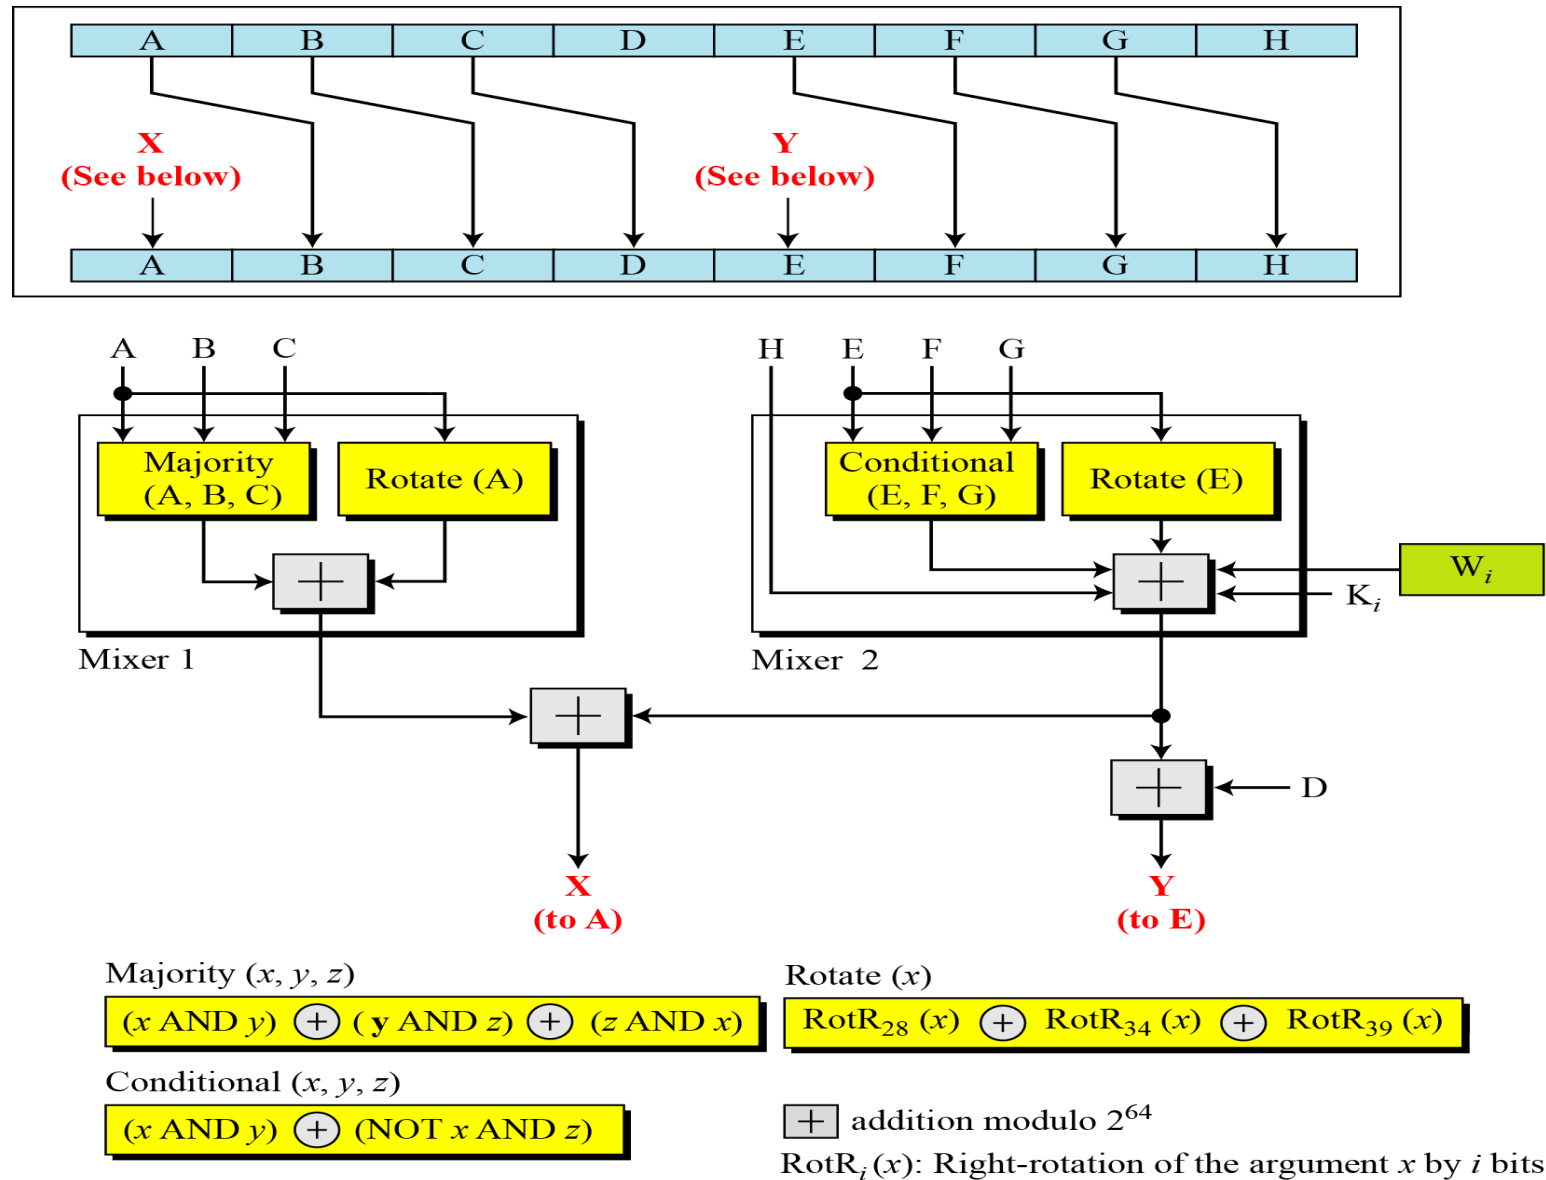 A B C D E F G H
X Y
(See below) (See below)
A B C D E F G H
A B C H E F G
Majority Conditional
(A, B, C) Rotate (A) (E, F, G) Rotate (E)
+ + Wᵢ
Kᵢ
Mixer 1 Mixer 2
+
+ D
X Y
(to A) (to E)
Majority (x, y, z) Rotate (x)
(x AND y) ⊕ (y AND z) ⊕ (z AND x) RotR₂₈ (x) ⊕ RotR₃₄ (x) ⊕ RotR₃₉ (x)
Conditional (x, y, z)
(x AND y) ⊕ (NOT x AND z) + addition modulo 2⁶⁴
RotRᵢ (x): Right-rotation of the argument x by i bits